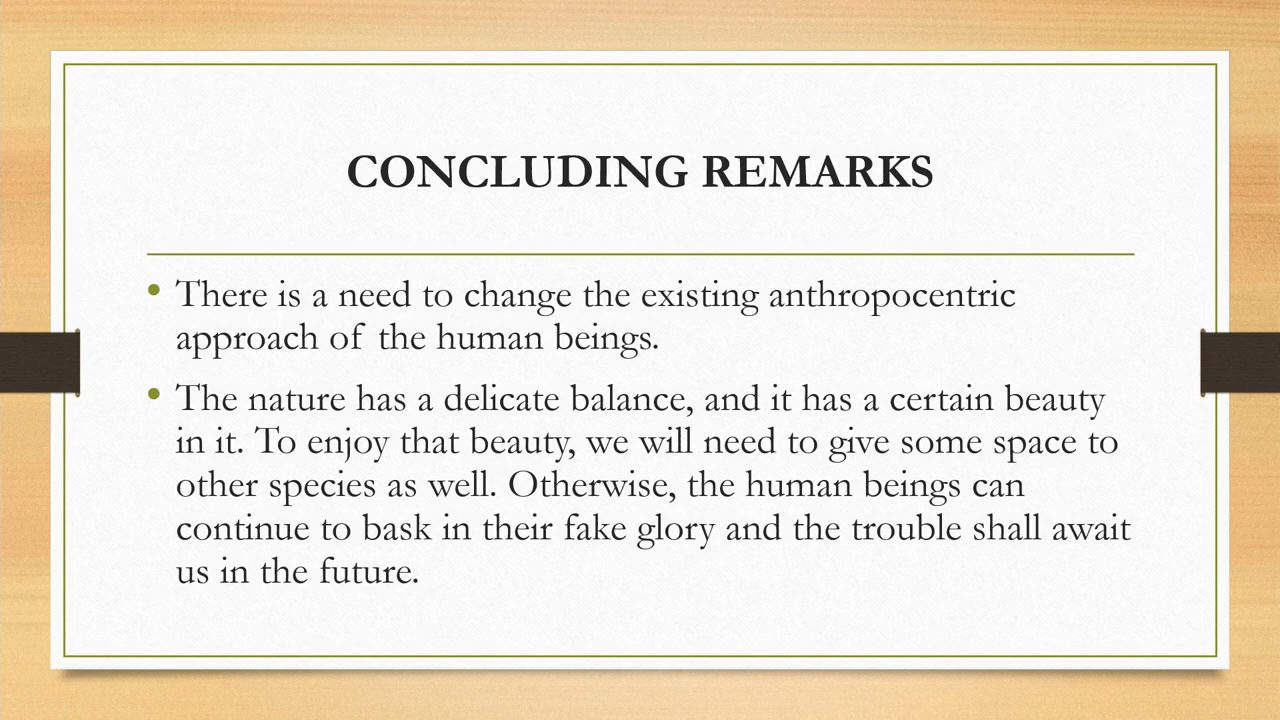 CONCLUDING REMARKS
• There is a need to change the existing anthropocentric
approach of the human beings.
• The nature has a delicate balance, and it has a certain beauty
in it. To enjoy that beauty, we will need to give some space to
other species as well. Otherwise, the human beings can
continue to bask in their fake glory and the trouble shall await
us in the future.